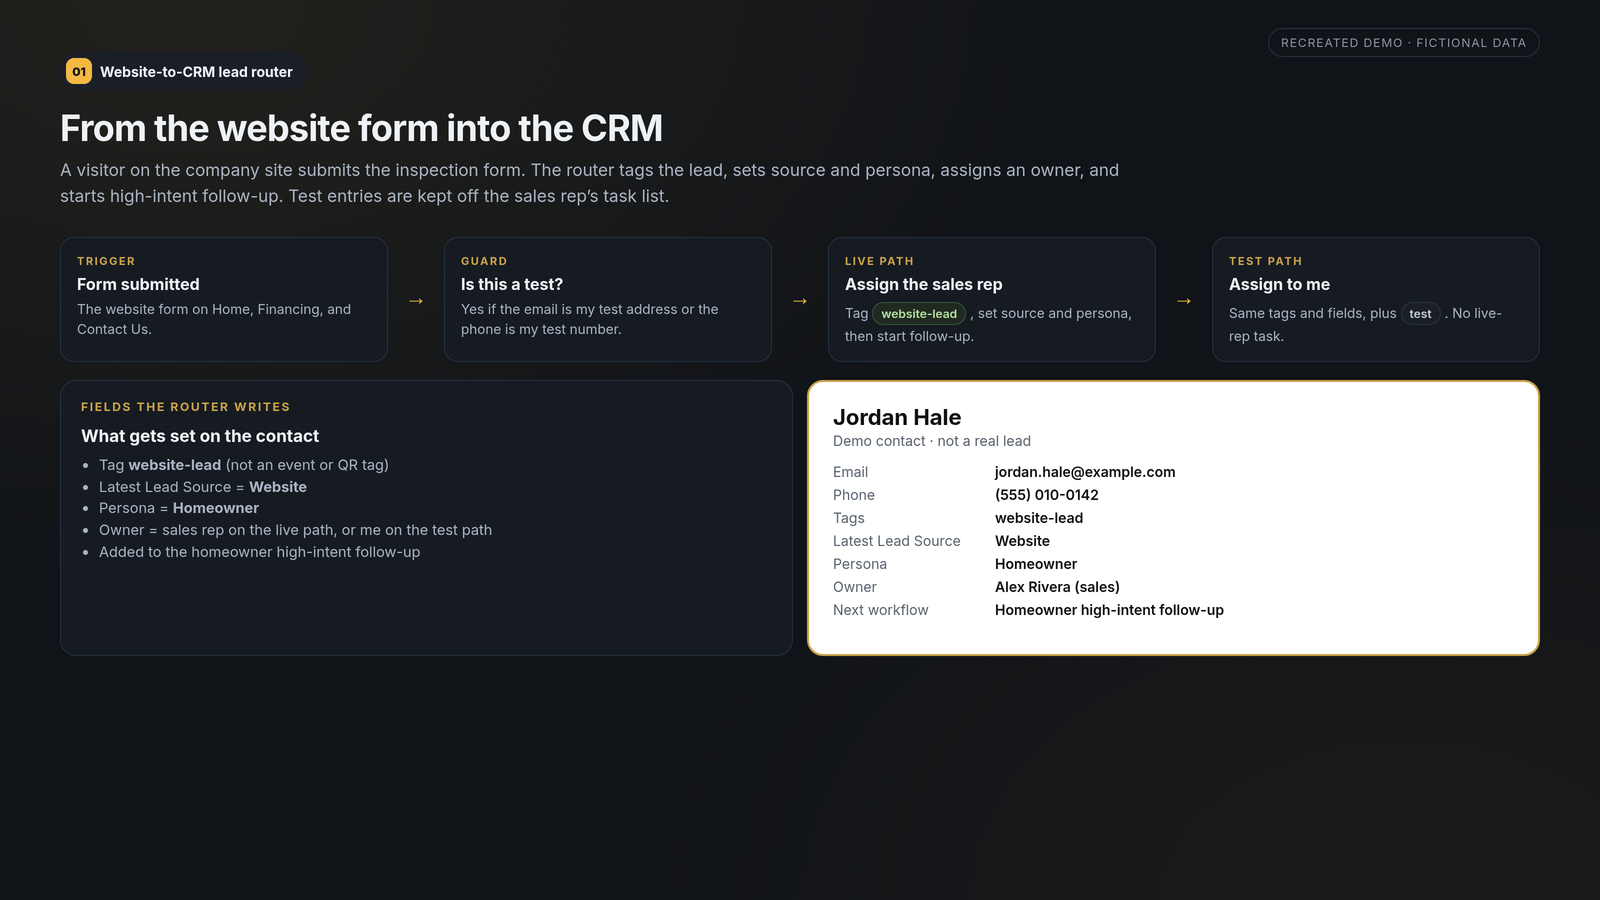 RECREATED DEMO · FICTIONAL DATA
01 Website-to-CRM lead router
From the website form into the CRM
A visitor on the company site submits the inspection form. The router tags the lead, sets source and persona, assigns an owner, and
starts high-intent follow-up. Test entries are kept off the sales rep’s task list.
TRIGGER
Form submitted
The website form on Home, Financing, and
Contact Us.
→
GUARD
Is this a test?
Yes if the email is my test address or the
phone is my test number.
→
LIVE PATH
Assign the sales rep
Tag website-lead , set source and persona,
then start follow-up.
→
TEST PATH
Assign to me
Same tags and fields, plus test . No live-
rep task.
FIELDS THE ROUTER WRITES
What gets set on the contact
• Tag website-lead (not an event or QR tag)
• Latest Lead Source = Website
• Persona = Homeowner
• Owner = sales rep on the live path, or me on the test path
• Added to the homeowner high-intent follow-up
Jordan Hale
Demo contact · not a real lead
Email jordan.hale@example.com
Phone (555) 010-0142
Tags website-lead
Latest Lead Source Website
Persona Homeowner
Owner Alex Rivera (sales)
Next workflow Homeowner high-intent follow-up